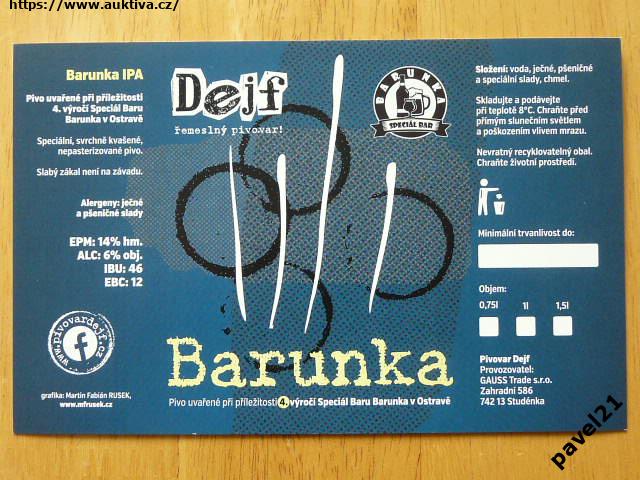 https://www.auktiva.cz/
Barunka IPA
Pivo uvařené při příležitosti
4. výročí Speciál Baru
Barunka v Ostravě
Speciální, svrchně kvašené,
nepasterizované pivo.
Slabý zákal není na závadu.
Alergeny: ječné
a pšeničné slady
EPM: 14% hm.
ALC: 6% obj.
IBU: 46
EBC: 12
www.pivovardejf.cz
grafika: Martin Fabián RUSEK,
www.mfrusek.cz
Dejf
řemeslný pivovar!
BARUNKA
SPECIÁL BAR
Barunka
Pivo uvařené při příležitosti 4. výročí Speciál Baru Barunka v Ostravě
Složení: voda, ječné, pšeničné
a speciální slady, chmel.
Skladujte a podávejte
při teplotě 8°C. Chraňte před
přímým slunečním světlem
a poškozením vlivem mrazu.
Nevratný recyklovatelný obal.
Chraňte životní prostředí.
Minimální trvanlivost do:
Objem:
0,75l 1l 1,5l
Pivovar Dejf
Provozovatel:
GAUSS Trade s.r.o.
Zahradní 586
742 13 Studénka
pavel21